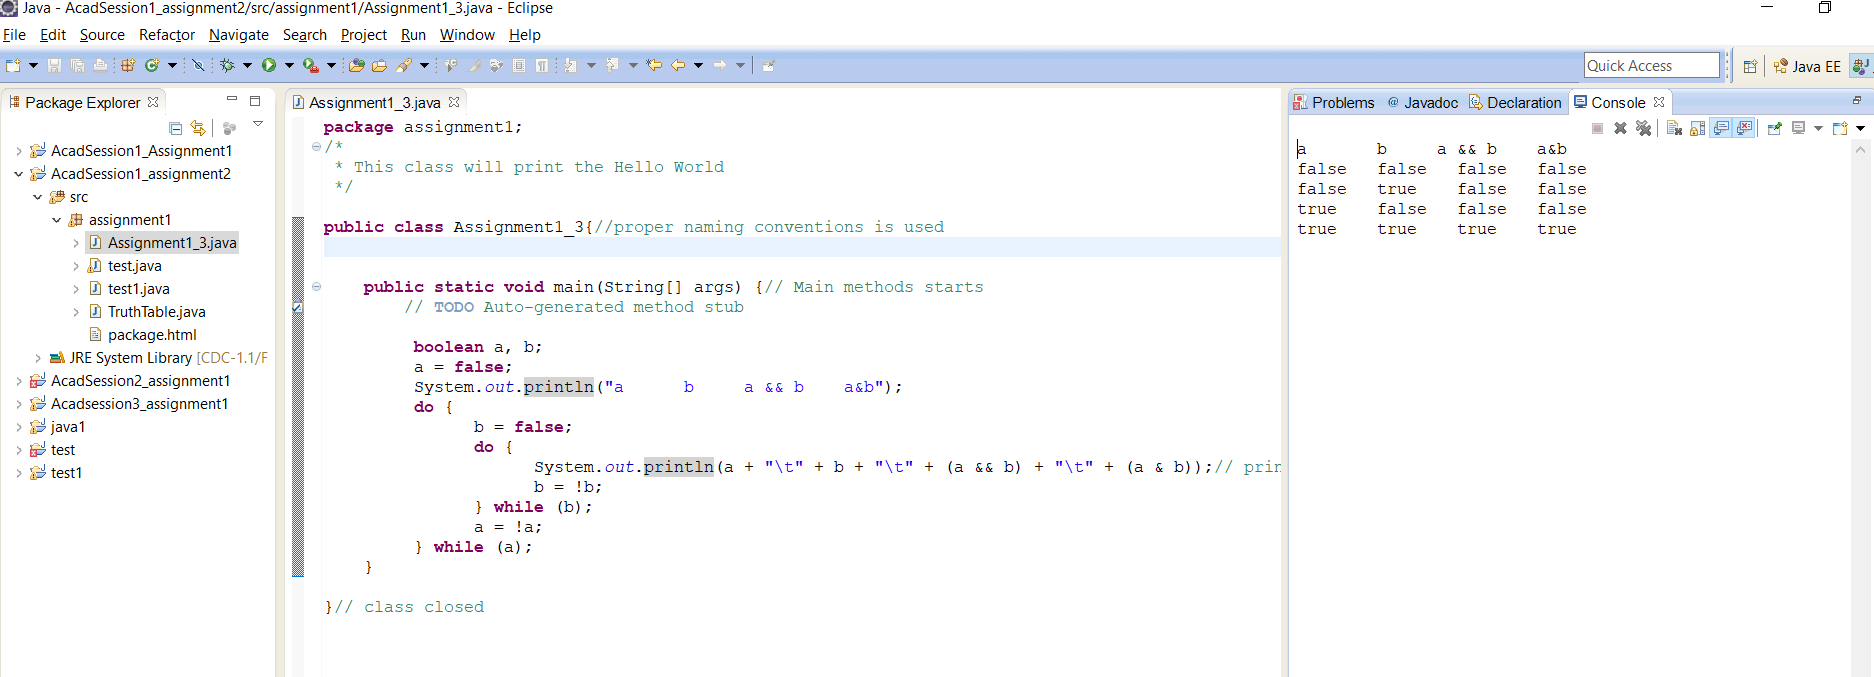 Java - AcadSession1_assignment2/src/assignment1/Assignment1_3.java - Eclipse
File Edit Source Refactor Navigate Search Project Run Window Help
Quick Access
Java EE
Package Explorer
AcadSession1_Assignment1
AcadSession1_assignment2
src
assignment1
Assignment1_3.java
test.java
test1.java
TruthTable.java
package.html
JRE System Library [CDC-1.1/F
AcadSession2_assignment1
Acadsession3_assignment1
java1
test
test1
Assignment1_3.java
package assignment1;
/*
* This class will print the Hello World
*/
public class Assignment1_3{//proper naming conventions is used
public static void main(String[] args) {// Main methods starts
// TODO Auto-generated method stub
boolean a, b;
a = false;
System.out.println("a      b     a && b    a&b");
do {
b = false;
do {
System.out.println(a + "\t" + b + "\t" + (a && b) + "\t" + (a & b));// prin
b = !b;
} while (b);
a = !a;
} while (a);
}
}// class closed
Problems @ Javadoc Declaration Console
a       b     a && b    a&b
false   false   false   false
false   true    false   false
true    false   false   false
true    true    true    true